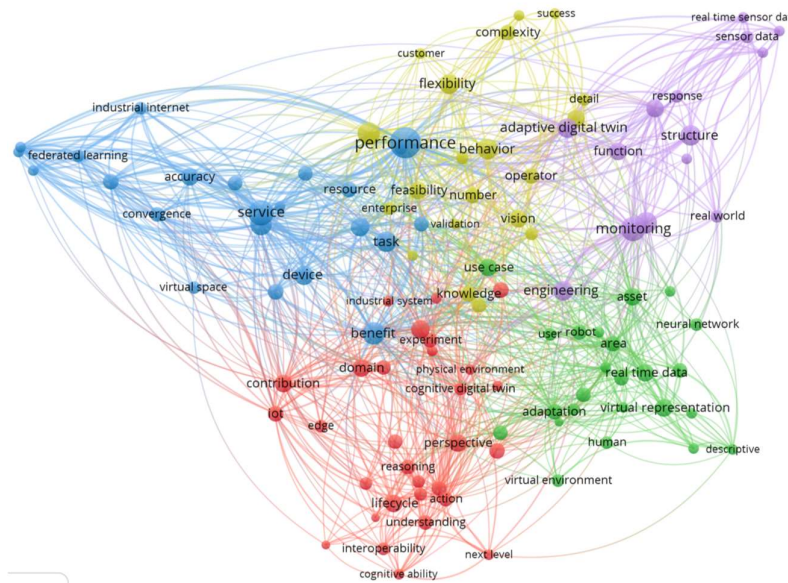 success
real time sensor da
complexity
sensor data
customer
flexibility
response
detail
industrial internet
adaptive digital twin
structure
performance
behavior
function
federated learning
accuracy
resource
feasibility
operator
number
enterprise
convergence
service
validation
vision
real world
monitoring
task
use case
device
virtual space
knowledge
engineering
asset
industrial system
neural network
benefit
user
robot
experiment
area
domain
physical environment
real time data
contribution
cognitive digital twin
iot
adaptation
virtual representation
edge
perspective
human
descriptive
reasoning
virtual environment
lifecycle
action
understanding
interoperability
next level
cognitive ability